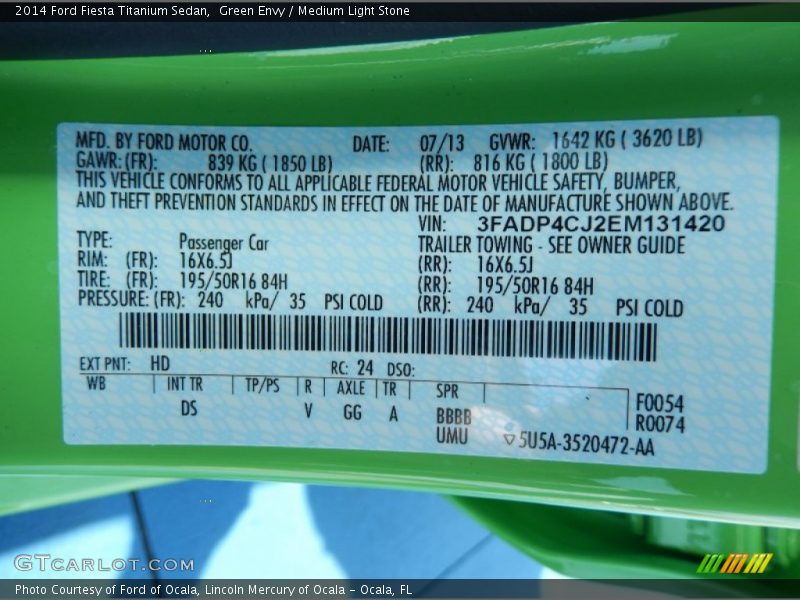 2014 Ford Fiesta Titanium Sedan,  Green Envy / Medium Light Stone
MFD. BY FORD MOTOR CO. DATE: 07/13 GVWR: 1642 KG ( 3620 LB)
GAWR:(FR): 839 KG ( 1850 LB) (RR): 816 KG ( 1800 LB)
THIS VEHICLE CONFORMS TO ALL APPLICABLE FEDERAL MOTOR VEHICLE SAFETY, BUMPER,
AND THEFT PREVENTION STANDARDS IN EFFECT ON THE DATE OF MANUFACTURE SHOWN ABOVE.
VIN: 3FADP4CJ2EM131420
TYPE: Passenger Car TRAILER TOWING - SEE OWNER GUIDE
RIM: (FR): 16X6.5J (RR): 16X6.5J
TIRE: (FR): 195/50R16 84H (RR): 195/50R16 84H
PRESSURE: (FR): 240 kPa/ 35 PSI COLD (RR): 240 kPa/ 35 PSI COLD
EXT PNT: HD RC: 24 DSO:
WB INT TR TP/PS R AXLE TR SPR F0054
DS V GG A BBBB R0074
UMU ▽5U5A-3520472-AA
GTCARLOT.COM
Photo Courtesy of Ford of Ocala, Lincoln Mercury of Ocala - Ocala, FL